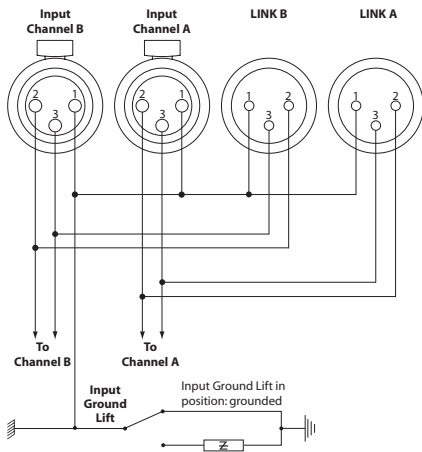 Input
Channel B
Input
Channel A
LINK B
LINK A
2
1
3
2
1
3
1
2
3
1
2
3
To
Channel B
To
Channel A
Input
Ground
Lift
Input Ground Lift in
position: grounded
Z